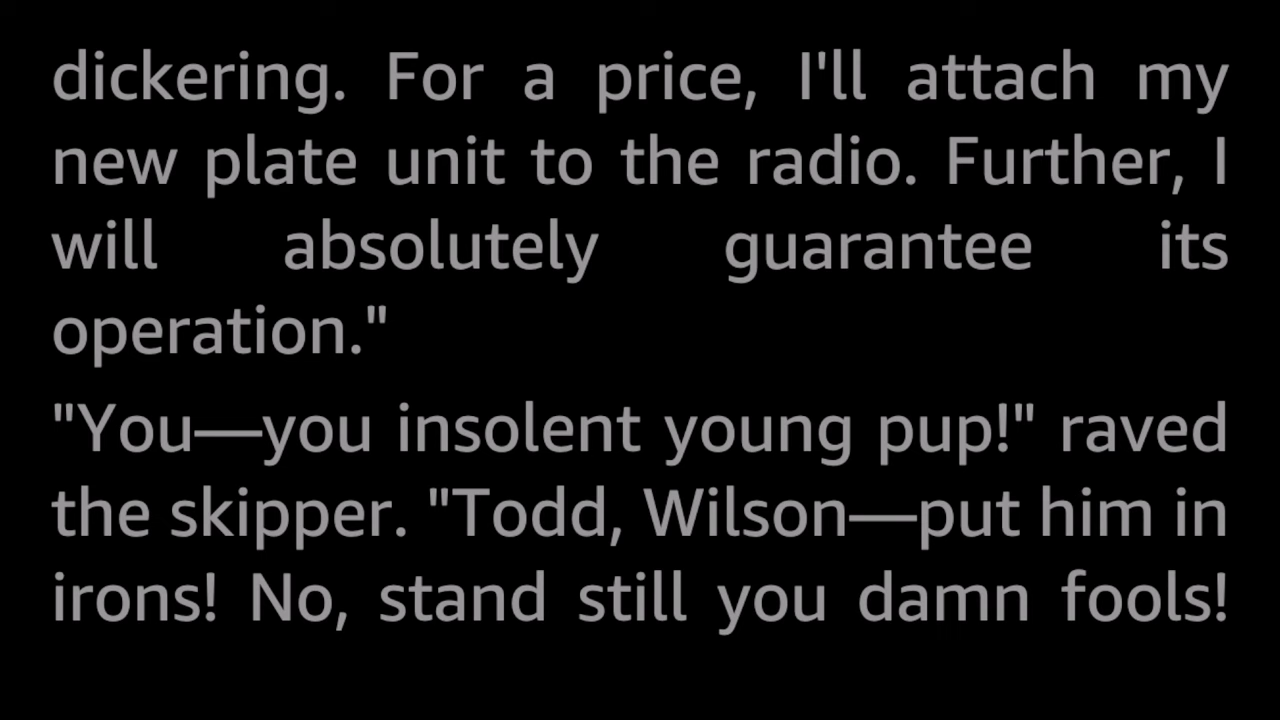 dickering. For a price, I'll attach my
new plate unit to the radio. Further, I
will absolutely guarantee its
operation."
"You—you insolent young pup!" raved
the skipper. "Todd, Wilson—put him in
irons! No, stand still you damn fools!